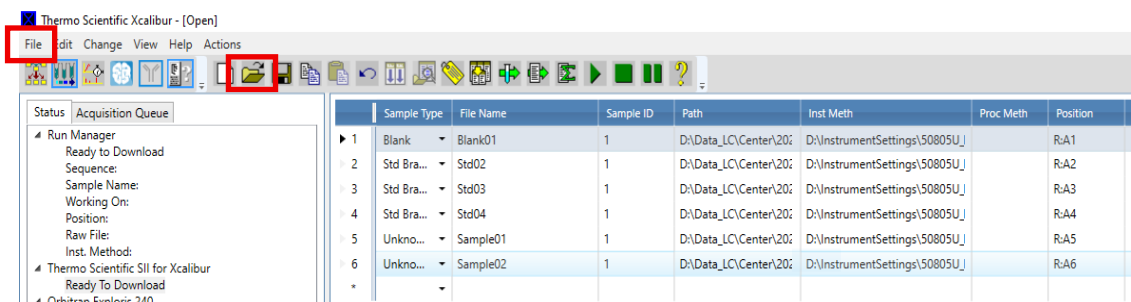 Thermo Scientific Xcalibur - [Open]
File Edit Change View Help Actions
Status Acquisition Queue
Run Manager
Ready to Download
Sequence:
Sample Name:
Working On:
Position:
Raw File:
Inst. Method:
Thermo Scientific SII for Xcalibur
Ready To Download
Orbitrap Exploris 240
Sample Type File Name Sample ID Path Inst Meth Proc Meth Position
1 Blank Blank01 1 D:\Data_LC\Center\202 D:\InstrumentSettings\50805U_ R:A1
2 Std Bra... Std02 1 D:\Data_LC\Center\202 D:\InstrumentSettings\50805U_ R:A2
3 Std Bra... Std03 1 D:\Data_LC\Center\202 D:\InstrumentSettings\50805U_ R:A3
4 Std Bra... Std04 1 D:\Data_LC\Center\202 D:\InstrumentSettings\50805U_ R:A4
5 Unkno... Sample01 1 D:\Data_LC\Center\202 D:\InstrumentSettings\50805U_ R:A5
6 Unkno... Sample02 1 D:\Data_LC\Center\202 D:\InstrumentSettings\50805U_ R:A6
*